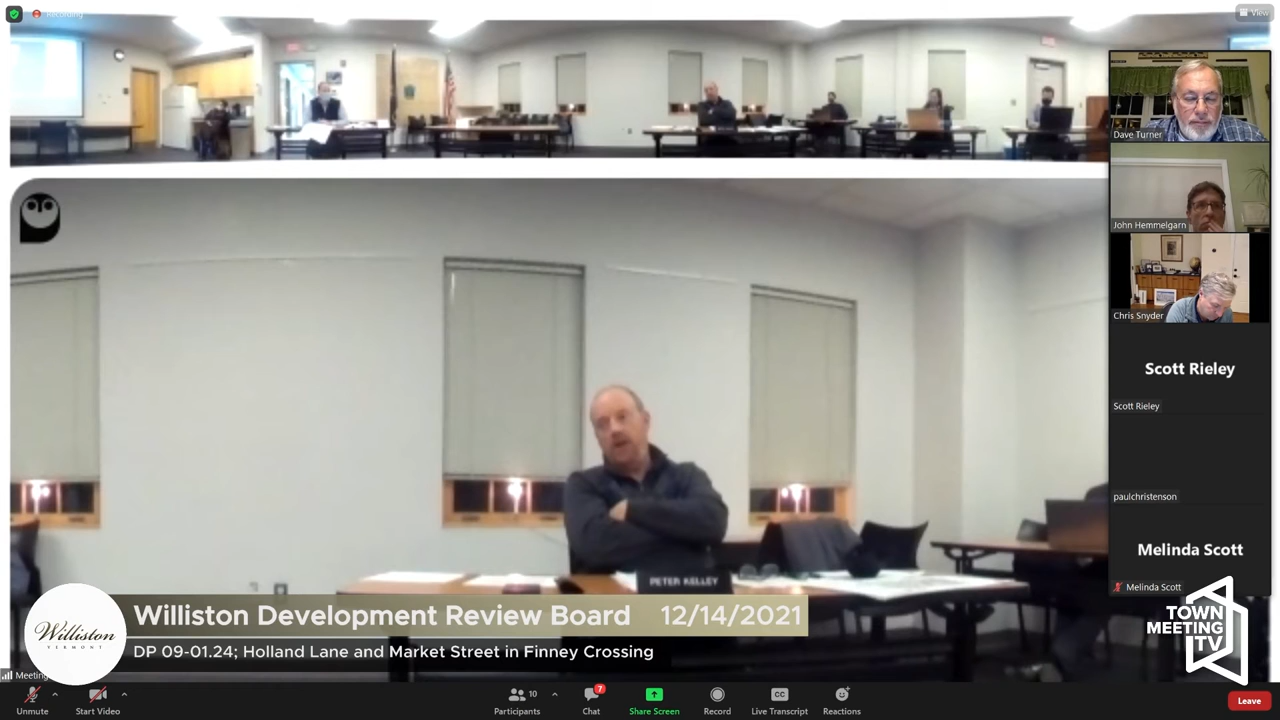 Recording
View
Dave Turner
John Hemmelgarn
Chris Snyder
Scott Rieley
Scott Rieley
paulchristenson
Melinda Scott
Melinda Scott
PETER KELLEY
Williston Development Review Board 12/14/2021
DP 09-01.24; Holland Lane and Market Street in Finney Crossing
Williston
VERMONT
TOWN
MEETING
TV
Meeting
Unmute
Start Video
Participants
10
Chat
7
Share Screen
Record
CC
Live Transcript
Reactions
Leave